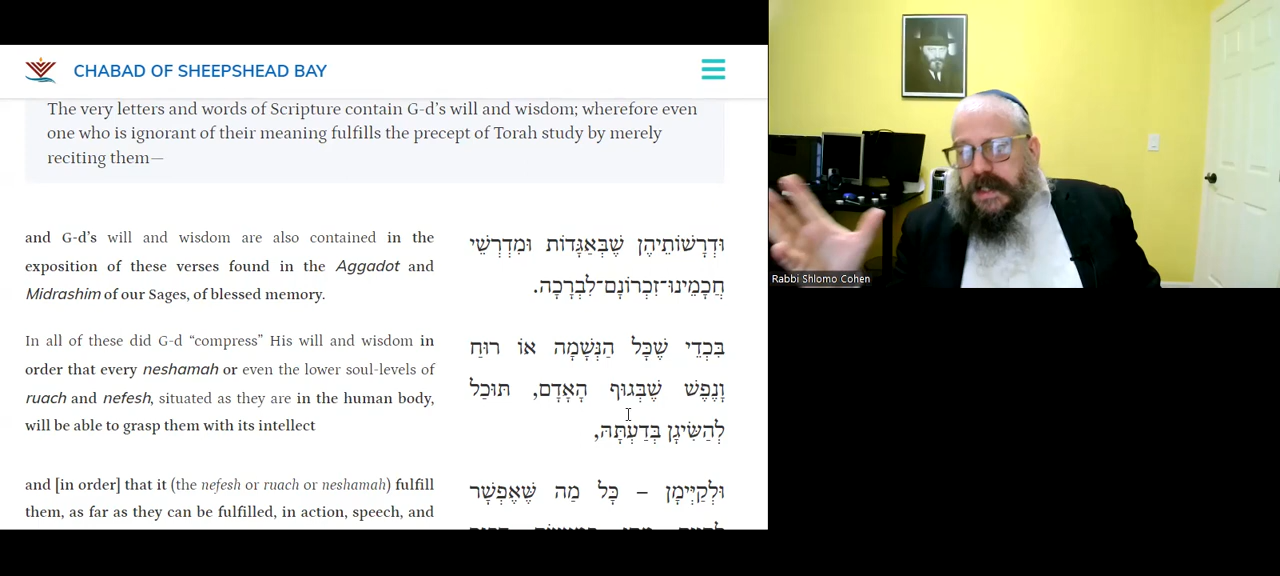 CHABAD OF SHEEPSHEAD BAY
The very letters and words of Scripture contain G-d's will and wisdom; wherefore even
one who is ignorant of their meaning fulfills the precept of Torah study by merely
reciting them—
and G-d's will and wisdom are also contained in the
exposition of these verses found in the Aggadot and
Midrashim of our Sages, of blessed memory.
וּדְרָשׁוֹתֵיהֶן שֶׁבְּאַגָּדוֹת וּמִדְרְשֵׁי
חֲכָמֵינוּ־זִכְרוֹנָם־לִבְרָכָה.
In all of these did G-d “compress” His will and wisdom in
order that every neshamah or even the lower soul-levels of
ruach and nefesh, situated as they are in the human body,
will be able to grasp them with its intellect
בִּכְדֵי שֶׁכָּל הַנְּשָׁמָה אוֹ רוּחַ
וָנֶפֶשׁ שֶׁבְּגוּף הָאָדָם, תּוּכַל
לְהַשִּׂיגָן בְּדַעְתָּהּ,
and [in order] that it (the nefesh or ruach or neshamah) fulfill
them, as far as they can be fulfilled, in action, speech, and
וּלְקַיְּימָן – כָּל מַה שֶּׁאֶפְשָׁר
Rabbi Shlomo Cohen